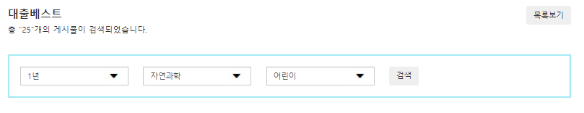 대출베스트
목록보기
총 "25"개의 게시물이 검색되었습니다.
1년
자연과학
어린이
검색